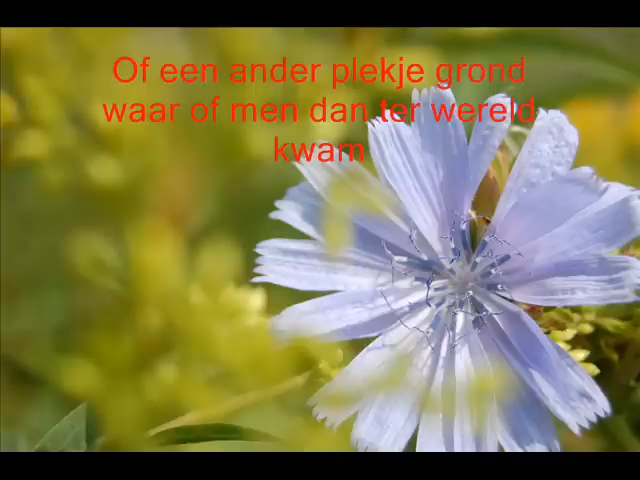 Of een ander plekje grond
waar of men dan ter wereld
kwam